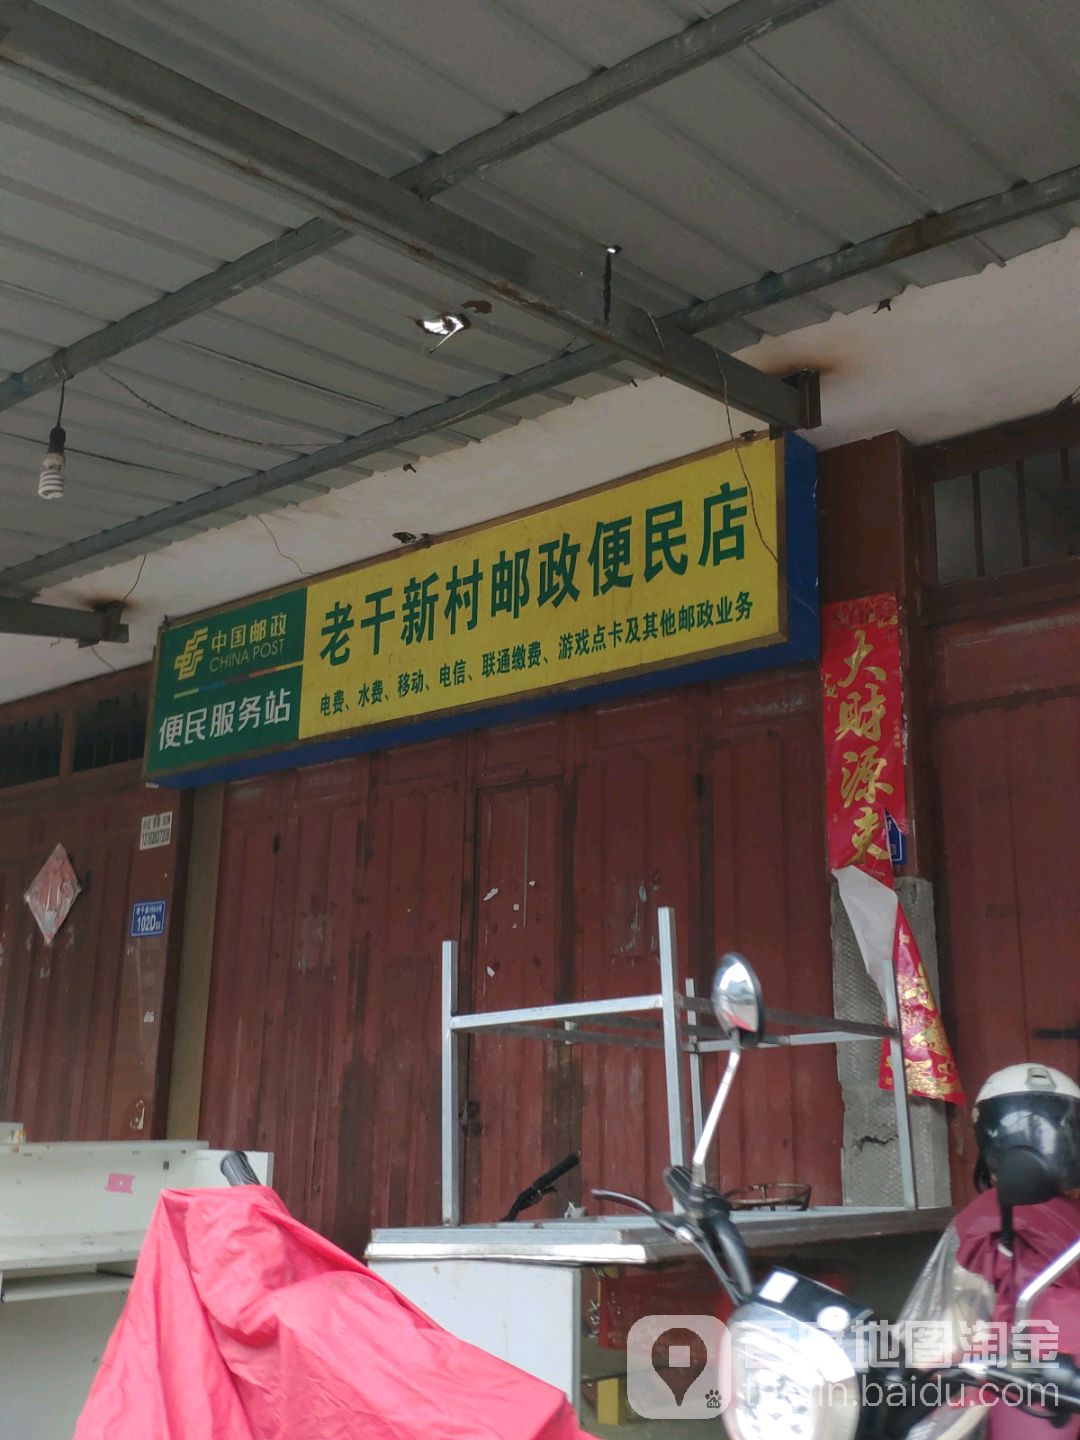 中国邮政
CHINA POST
便民服务站
老干新村邮政便民店
电费、水费、移动、电信、联通缴费、游戏点卡及其他邮政业务
大财源来
102D
百度地图淘金
taojin.baidu.com